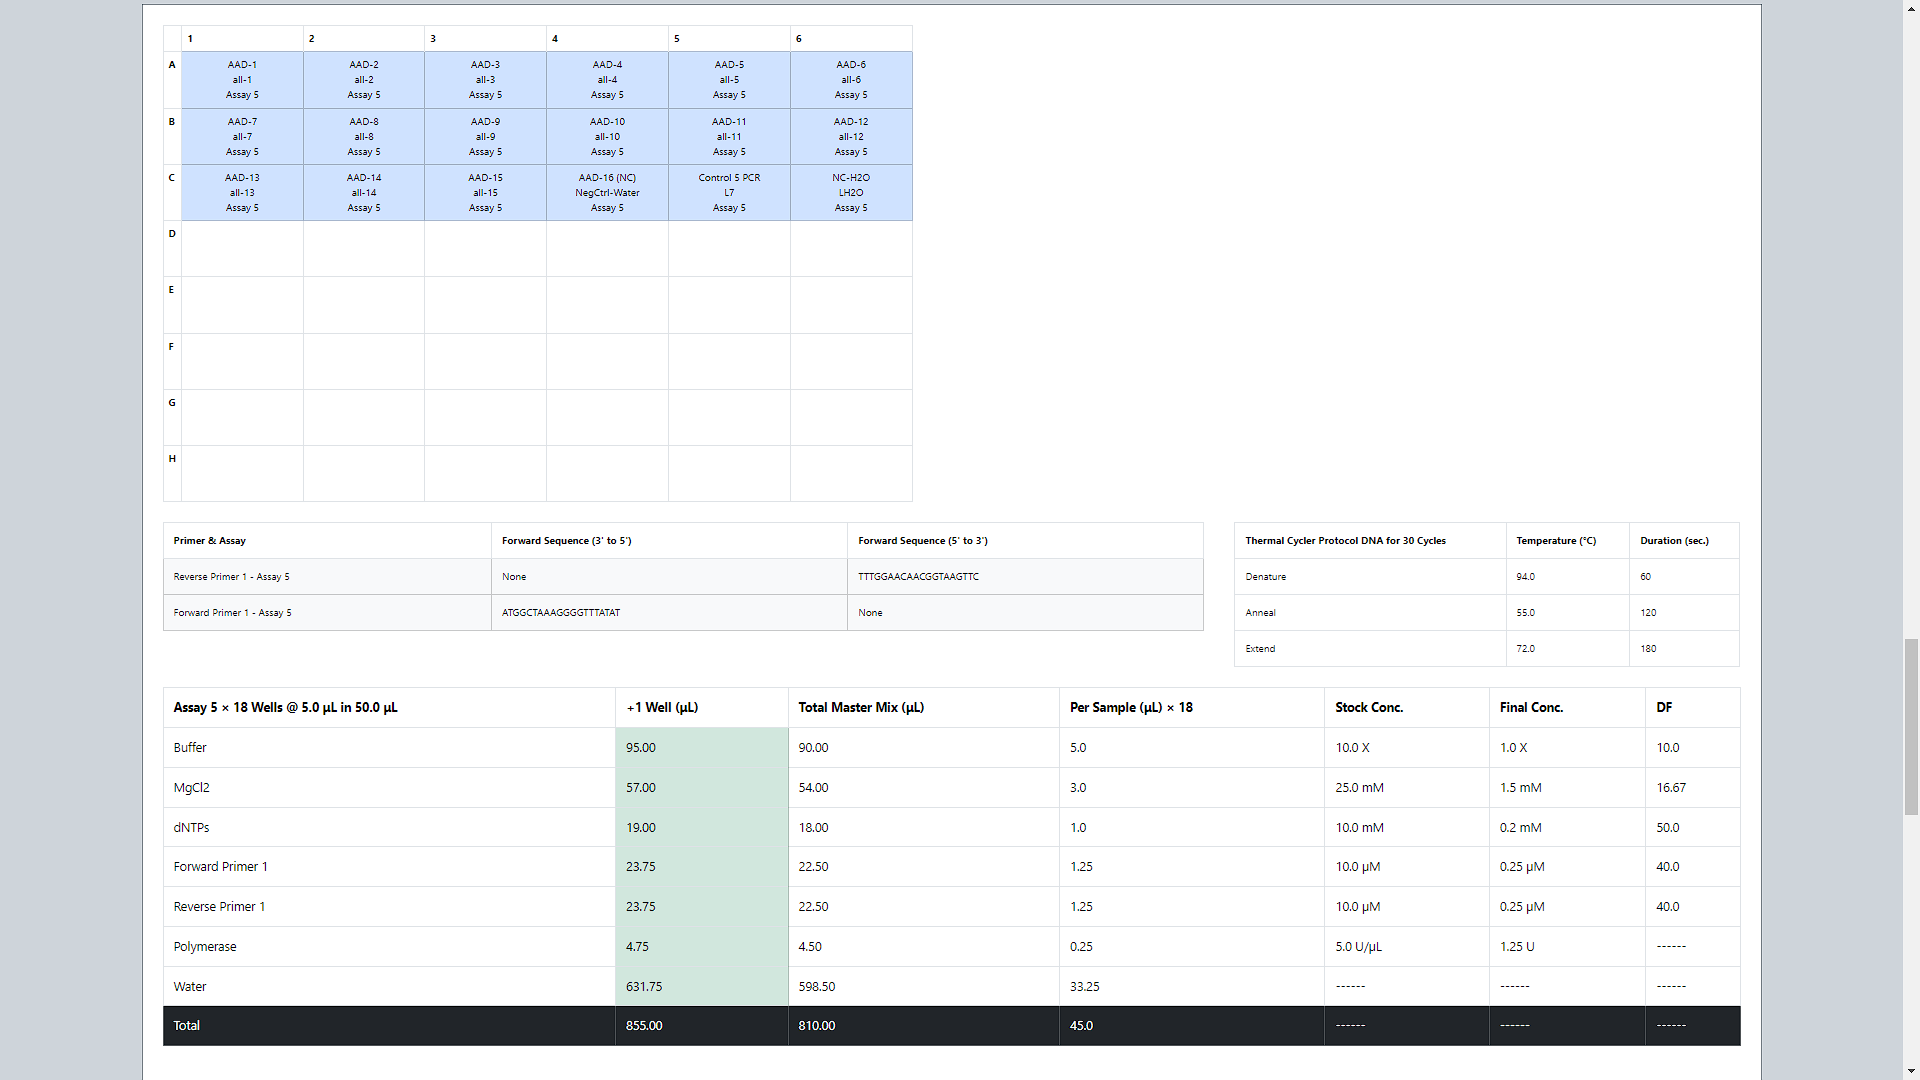 1 2 3 4 5 6
A AAD-1 AAD-2 AAD-3 AAD-4 AAD-5 AAD-6
all-1 all-2 all-3 all-4 all-5 all-6
Assay 5 Assay 5 Assay 5 Assay 5 Assay 5 Assay 5
B AAD-7 AAD-8 AAD-9 AAD-10 AAD-11 AAD-12
all-7 all-8 all-9 all-10 all-11 all-12
Assay 5 Assay 5 Assay 5 Assay 5 Assay 5 Assay 5
C AAD-13 AAD-14 AAD-15 AAD-16 (NC) Control 5 PCR NC-H2O
all-13 all-14 all-15 NegCtrl-Water L7 LH2O
Assay 5 Assay 5 Assay 5 Assay 5 Assay 5 Assay 5
D
E
F
G
H
Primer & Assay Forward Sequence (3' to 5') Forward Sequence (5' to 3')
Reverse Primer 1 - Assay 5 None TTTGGAACAACGGTAAGTTC
Forward Primer 1 - Assay 5 ATGGCTAAAGGGGTTTATAT None
Thermal Cycler Protocol DNA for 30 Cycles Temperature (°C) Duration (sec.)
Denature 94.0 60
Anneal 55.0 120
Extend 72.0 180
Assay 5 × 18 Wells @ 5.0 µL in 50.0 µL +1 Well (µL) Total Master Mix (µL) Per Sample (µL) × 18 Stock Conc. Final Conc. DF
Buffer 95.00 90.00 5.0 10.0 X 1.0 X 10.0
MgCl2 57.00 54.00 3.0 25.0 mM 1.5 mM 16.67
dNTPs 19.00 18.00 1.0 10.0 mM 0.2 mM 50.0
Forward Primer 1 23.75 22.50 1.25 10.0 µM 0.25 µM 40.0
Reverse Primer 1 23.75 22.50 1.25 10.0 µM 0.25 µM 40.0
Polymerase 4.75 4.50 0.25 5.0 U/µL 1.25 U ------
Water 631.75 598.50 33.25 ------ ------ ------
Total 855.00 810.00 45.0 ------ ------ ------